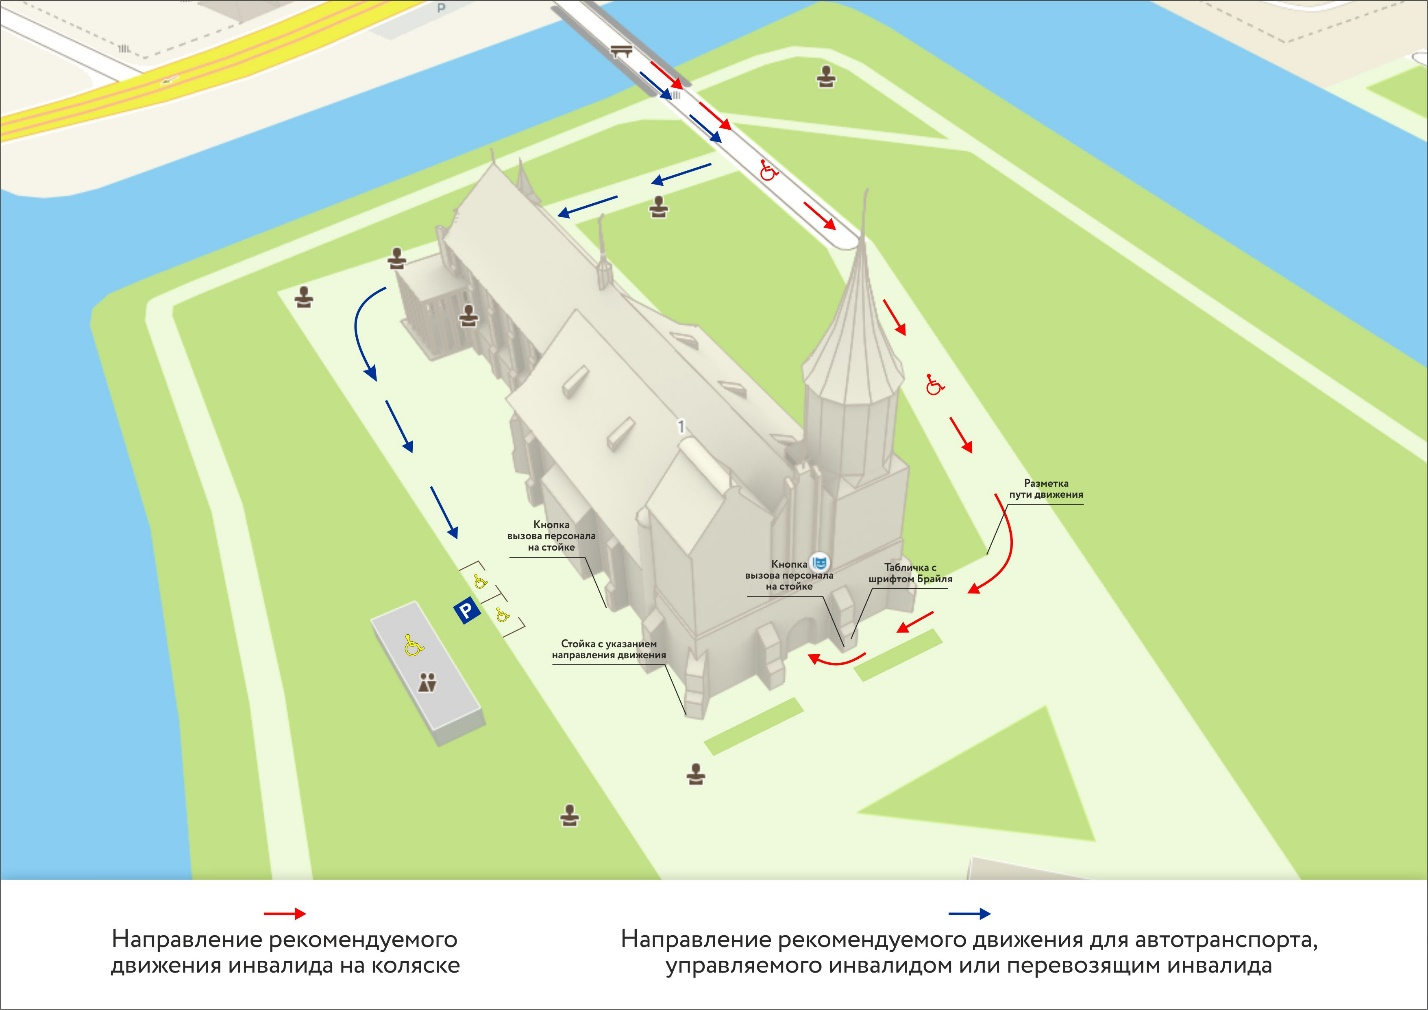 P
1
Разметка
пути движения
Кнопка
вызова персонала
на стойке
Кнопка
вызова персонала
на стойке
Табличка с
шрифтом Брайля
P
Стойка с указанием
направления движения
Направление рекомендуемого
движения инвалида на коляске
Направление рекомендуемого движения для автотранспорта,
управляемого инвалидом или перевозящим инвалида